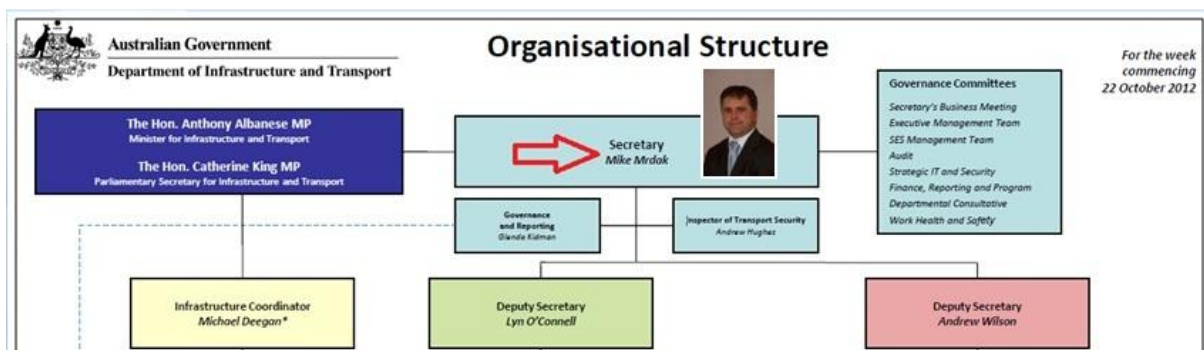 Australian Government
Department of Infrastructure and Transport
Organisational Structure
For the week
commencing
22 October 2012
The Hon. Anthony Albanese MP
Minister for Infrastructure and Transport
The Hon. Catherine King MP
Parliamentary Secretary for Infrastructure and Transport
Secretary
Mike Mrdak
Governance Committees
Secretary's Business Meeting
Executive Management Team
SES Management Team
Audit
Strategic IT and Security
Finance, Reporting and Program
Departmental Consultative
Work Health and Safety
Governance
and Reporting
Glenda Kidman
Inspector of Transport Security
Andrew Hughes
Infrastructure Coordinator
Michael Deegan*
Deputy Secretary
Lyn O'Connell
Deputy Secretary
Andrew Wilson